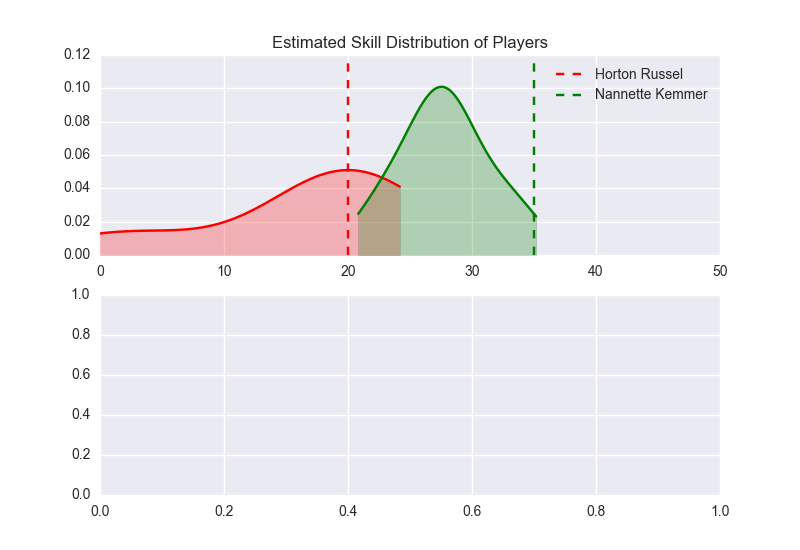 Estimated Skill Distribution of Players
0.12
0.10
0.08
0.06
0.04
0.02
0.00
Horton Russel
Nannette Kemmer
0 10 20 30 40 50
1.0
0.8
0.6
0.4
0.2
0.0
0.0 0.2 0.4 0.6 0.8 1.0